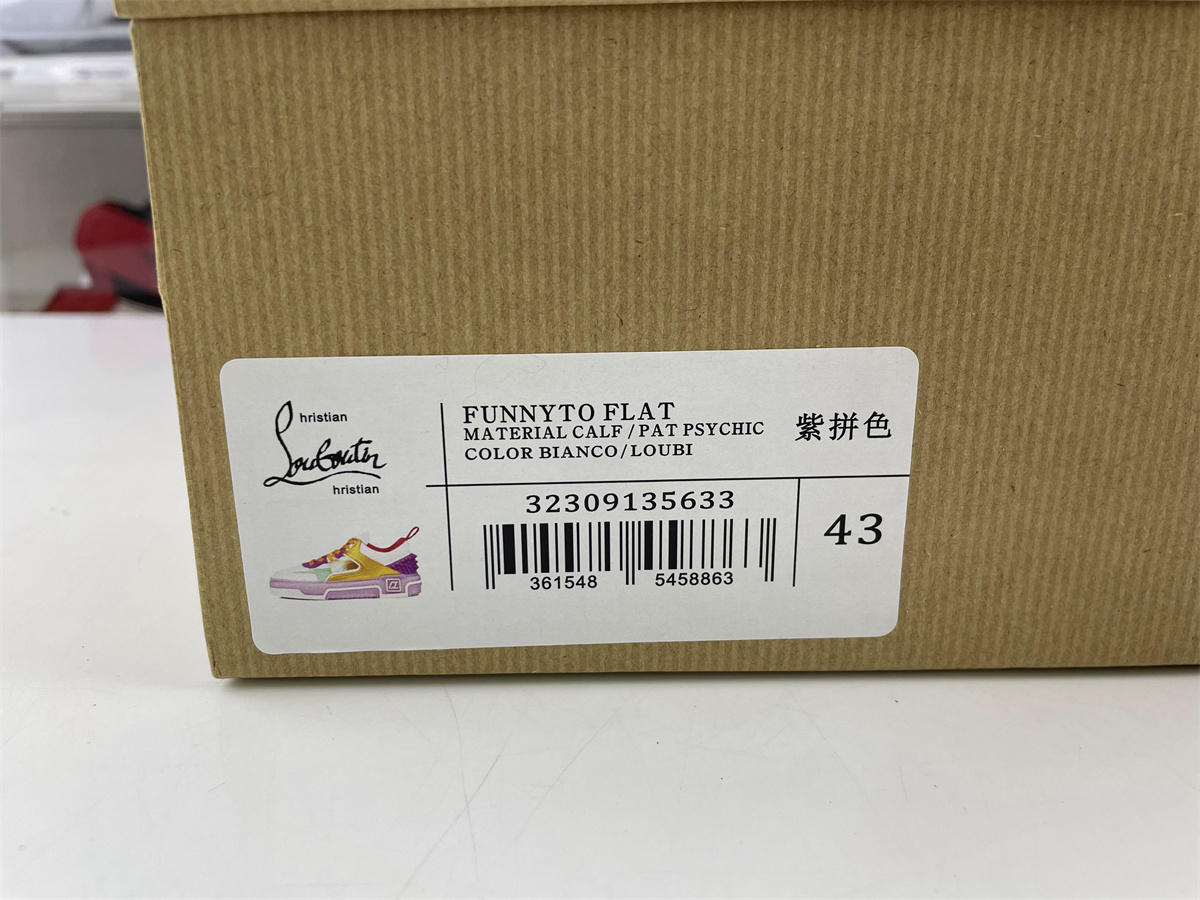 hristian
Louboutin
hristian
FUNNYTO FLAT
MATERIAL CALF/PAT PSYCHIC
COLOR BIANCO/LOUBI
紫拼色
32309135633
361548 5458863
43